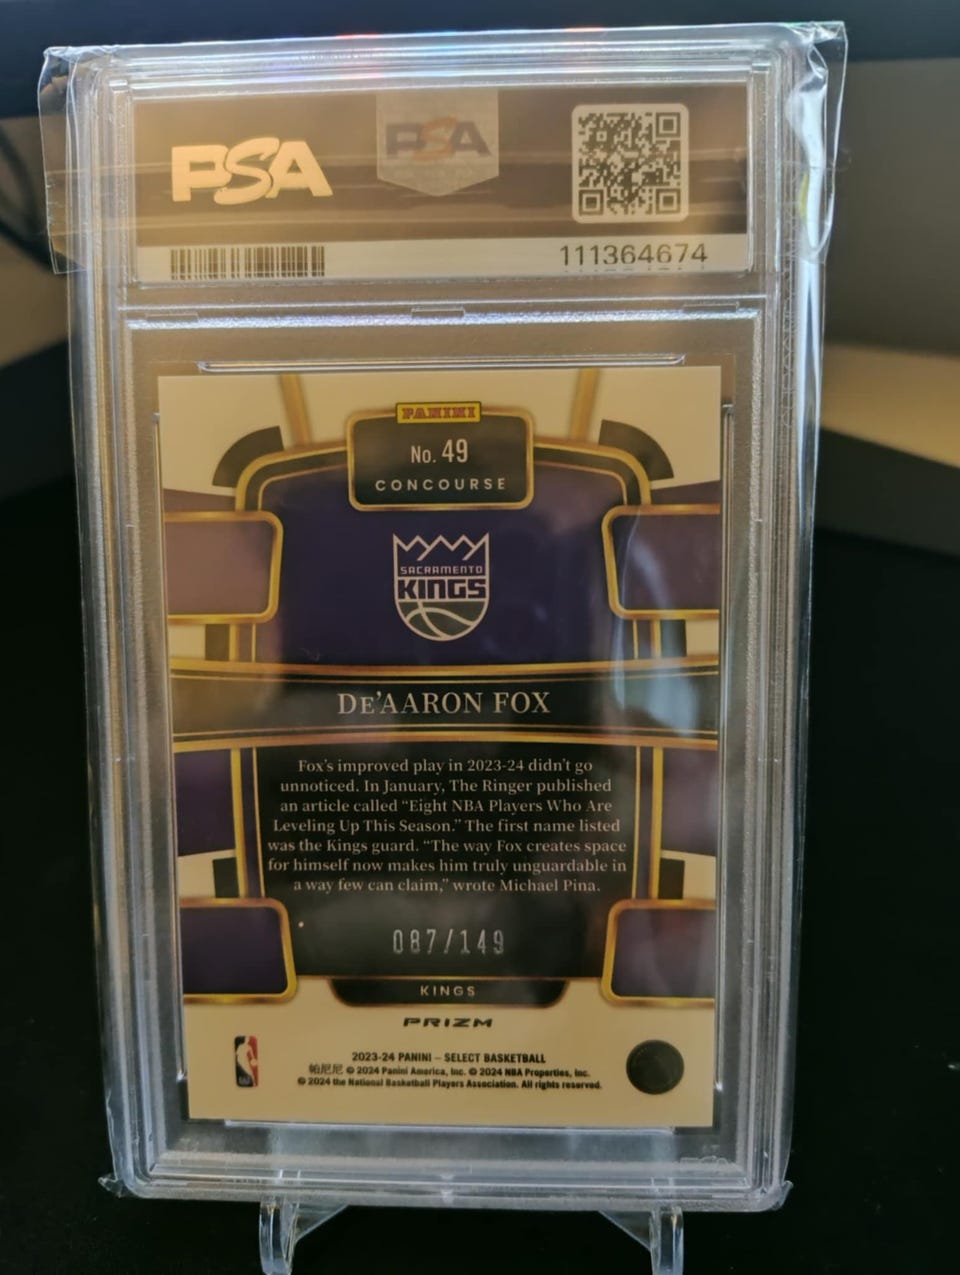 PSA
PSA
111364674
PANINI
No. 49
CONCOURSE
SACRAMENTO
KINGS
DE'AARON FOX
Fox's improved play in 2023-24 didn't go
unnoticed. In January, The Ringer published
an article called “Eight NBA Players Who Are
Leveling Up This Season.” The first name listed
was the Kings guard. “The way Fox creates space
for himself now makes him truly unguardable in
a way few can claim,” wrote Michael Pina.
087/149
KINGS
PRIZM
2023-24 PANINI – SELECT BASKETBALL
帕尼尼 © 2024 Panini America, Inc. © 2024 NBA Properties, Inc.
© 2024 the National Basketball Players Association. All rights reserved.